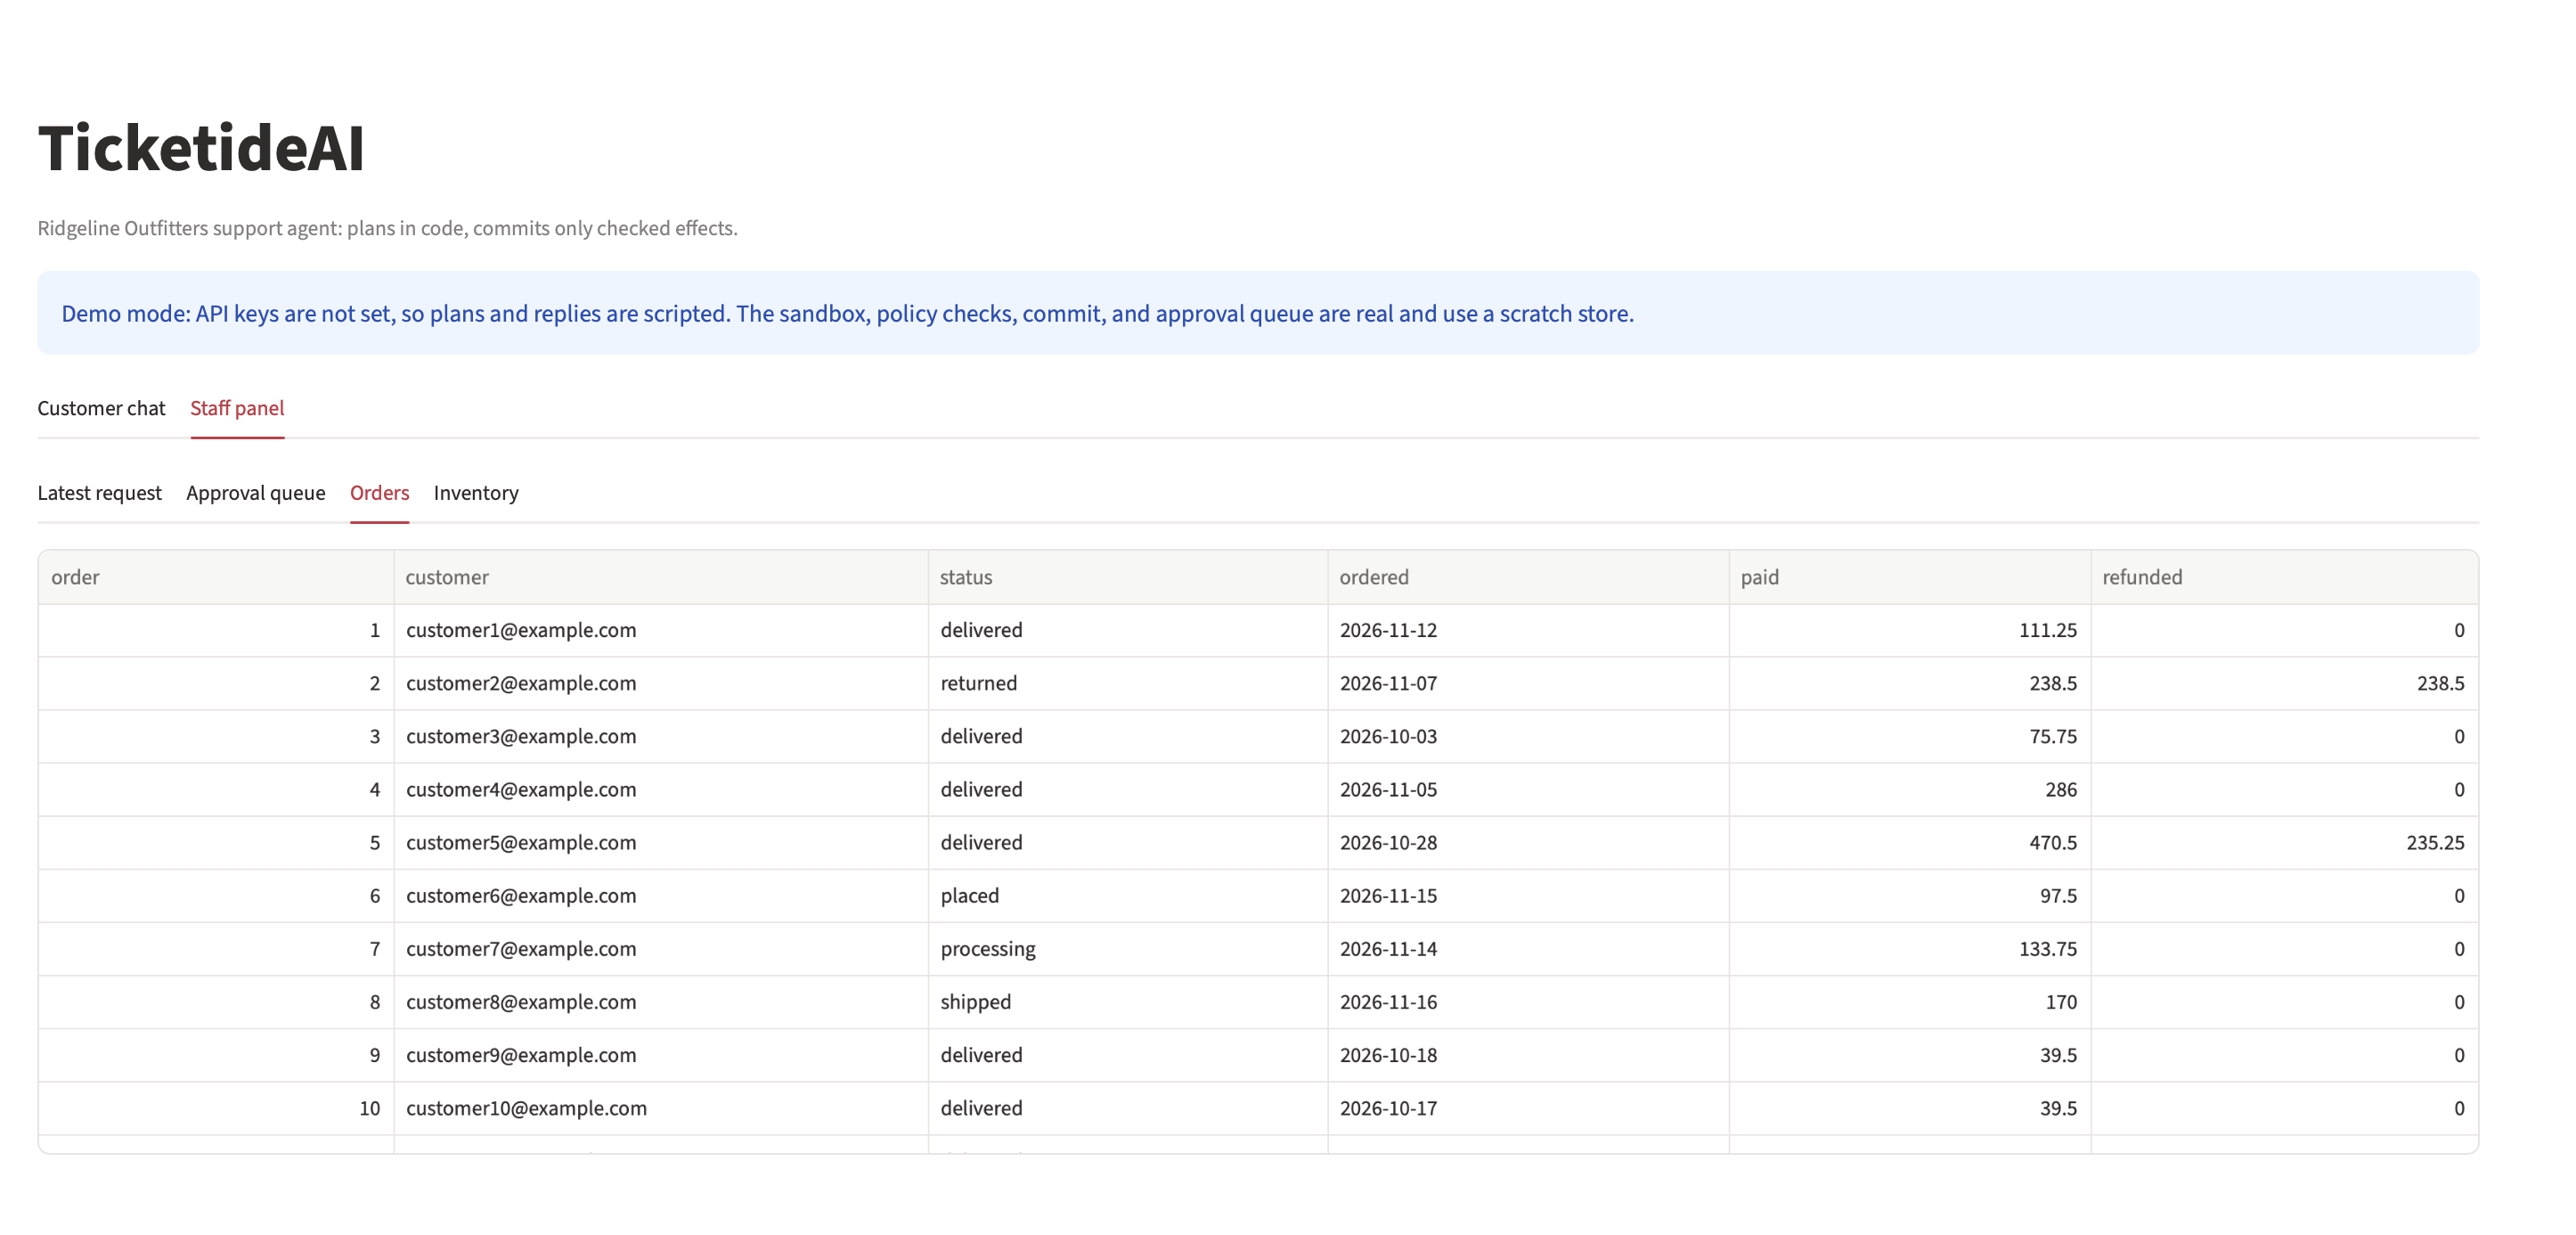 TicketideAI
Ridgeline Outfitters support agent: plans in code, commits only checked effects.
Demo mode: API keys are not set, so plans and replies are scripted. The sandbox, policy checks, commit, and approval queue are real and use a scratch store.
Customer chat Staff panel
Latest request Approval queue Orders Inventory
order customer status ordered paid refunded
1 customer1@example.com delivered 2026-11-12 111.25 0
2 customer2@example.com returned 2026-11-07 238.5 238.5
3 customer3@example.com delivered 2026-10-03 75.75 0
4 customer4@example.com delivered 2026-11-05 286 0
5 customer5@example.com delivered 2026-10-28 470.5 235.25
6 customer6@example.com placed 2026-11-15 97.5 0
7 customer7@example.com processing 2026-11-14 133.75 0
8 customer8@example.com shipped 2026-11-16 170 0
9 customer9@example.com delivered 2026-10-18 39.5 0
10 customer10@example.com delivered 2026-10-17 39.5 0